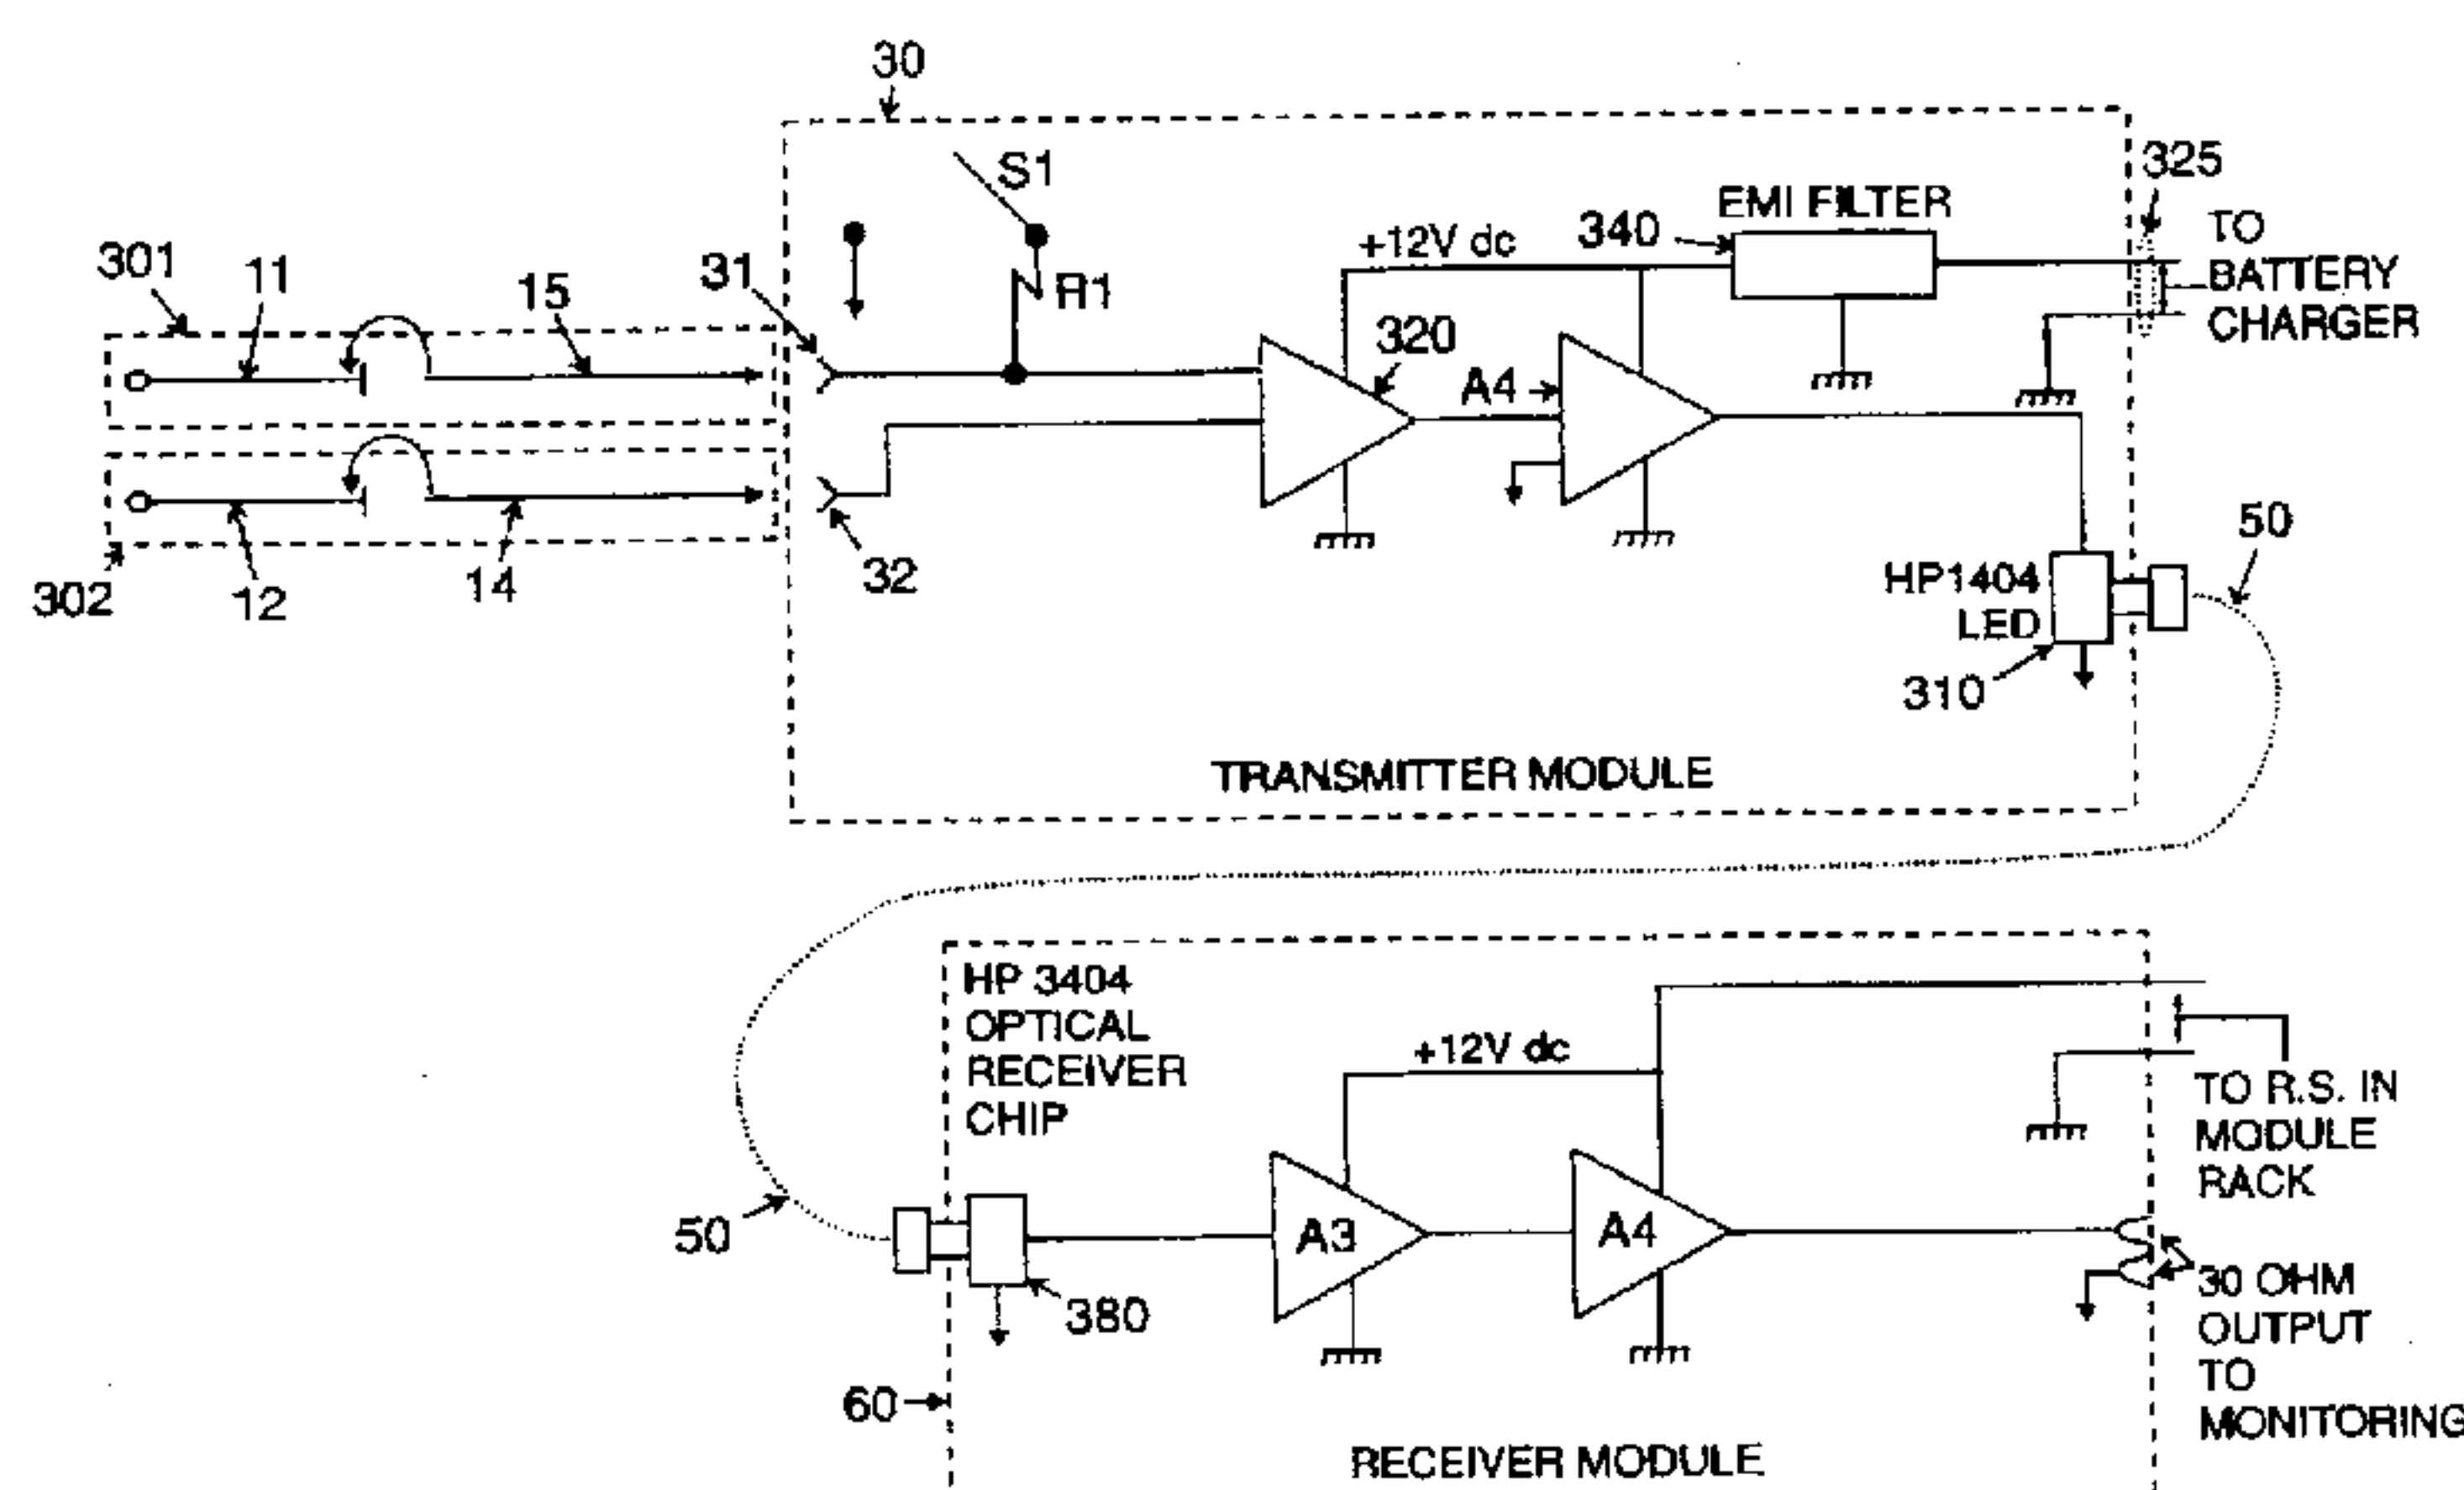 30
S1
325
EMI FILTER
TO
BATTERY
CHARGER
340
+12V dc
301
11
15
31
R1
320
A4
50
302
12
14
32
HP1404
LED
310
TRANSMITTER MODULE
HP 3404
OPTICAL
RECEIVER
CHIP
+12V dc
TO R.S. IN
MODULE
RACK
50
A3
A4
380
30 OHM
OUTPUT
TO
MONITORING
60
RECEIVER MODULE